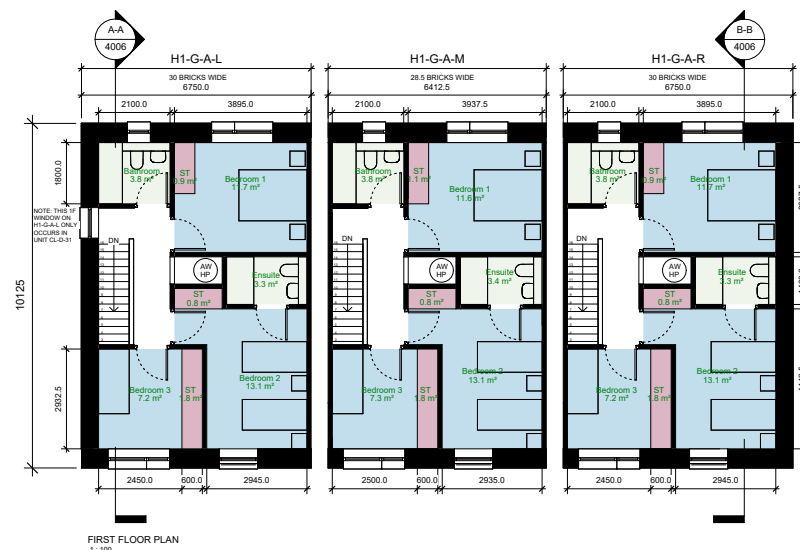 A-A
4006
B-B
4006
H1-G-A-L
H1-G-A-M
H1-G-A-R
30 BRICKS WIDE
6750.0
28.5 BRICKS WIDE
6412.5
30 BRICKS WIDE
6750.0
2100.0
3895.0
2100.0
3937.5
2100.0
3895.0
10125
1800.0
2932.5
NOTE: THIS 1F
WINDOW ON
H1-G-A-L ONLY
OCCURS IN
UNIT CL-D-31
Bathroom
3.8 m²
ST
0.9 m²
Bedroom 1
11.7 m²
DN
AW
HP
Ensuite
3.3 m²
ST
0.8 m²
Bedroom 3
7.2 m²
ST
1.8 m²
Bedroom 2
13.1 m²
Bathroom
3.8 m²
ST
1.1 m²
Bedroom 1
11.6 m²
DN
AW
HP
Ensuite
3.4 m²
ST
0.8 m²
Bedroom 3
7.3 m²
ST
1.8 m²
Bedroom 2
13.1 m²
Bathroom
3.8 m²
ST
0.9 m²
Bedroom 1
11.7 m²
DN
AW
HP
Ensuite
3.3 m²
ST
0.8 m²
Bedroom 3
7.2 m²
ST
1.8 m²
Bedroom 2
13.1 m²
2450.0
600.0
2945.0
2500.0
600.0
2935.0
2450.0
600.0
2945.0
FIRST FLOOR PLAN
1 : 100